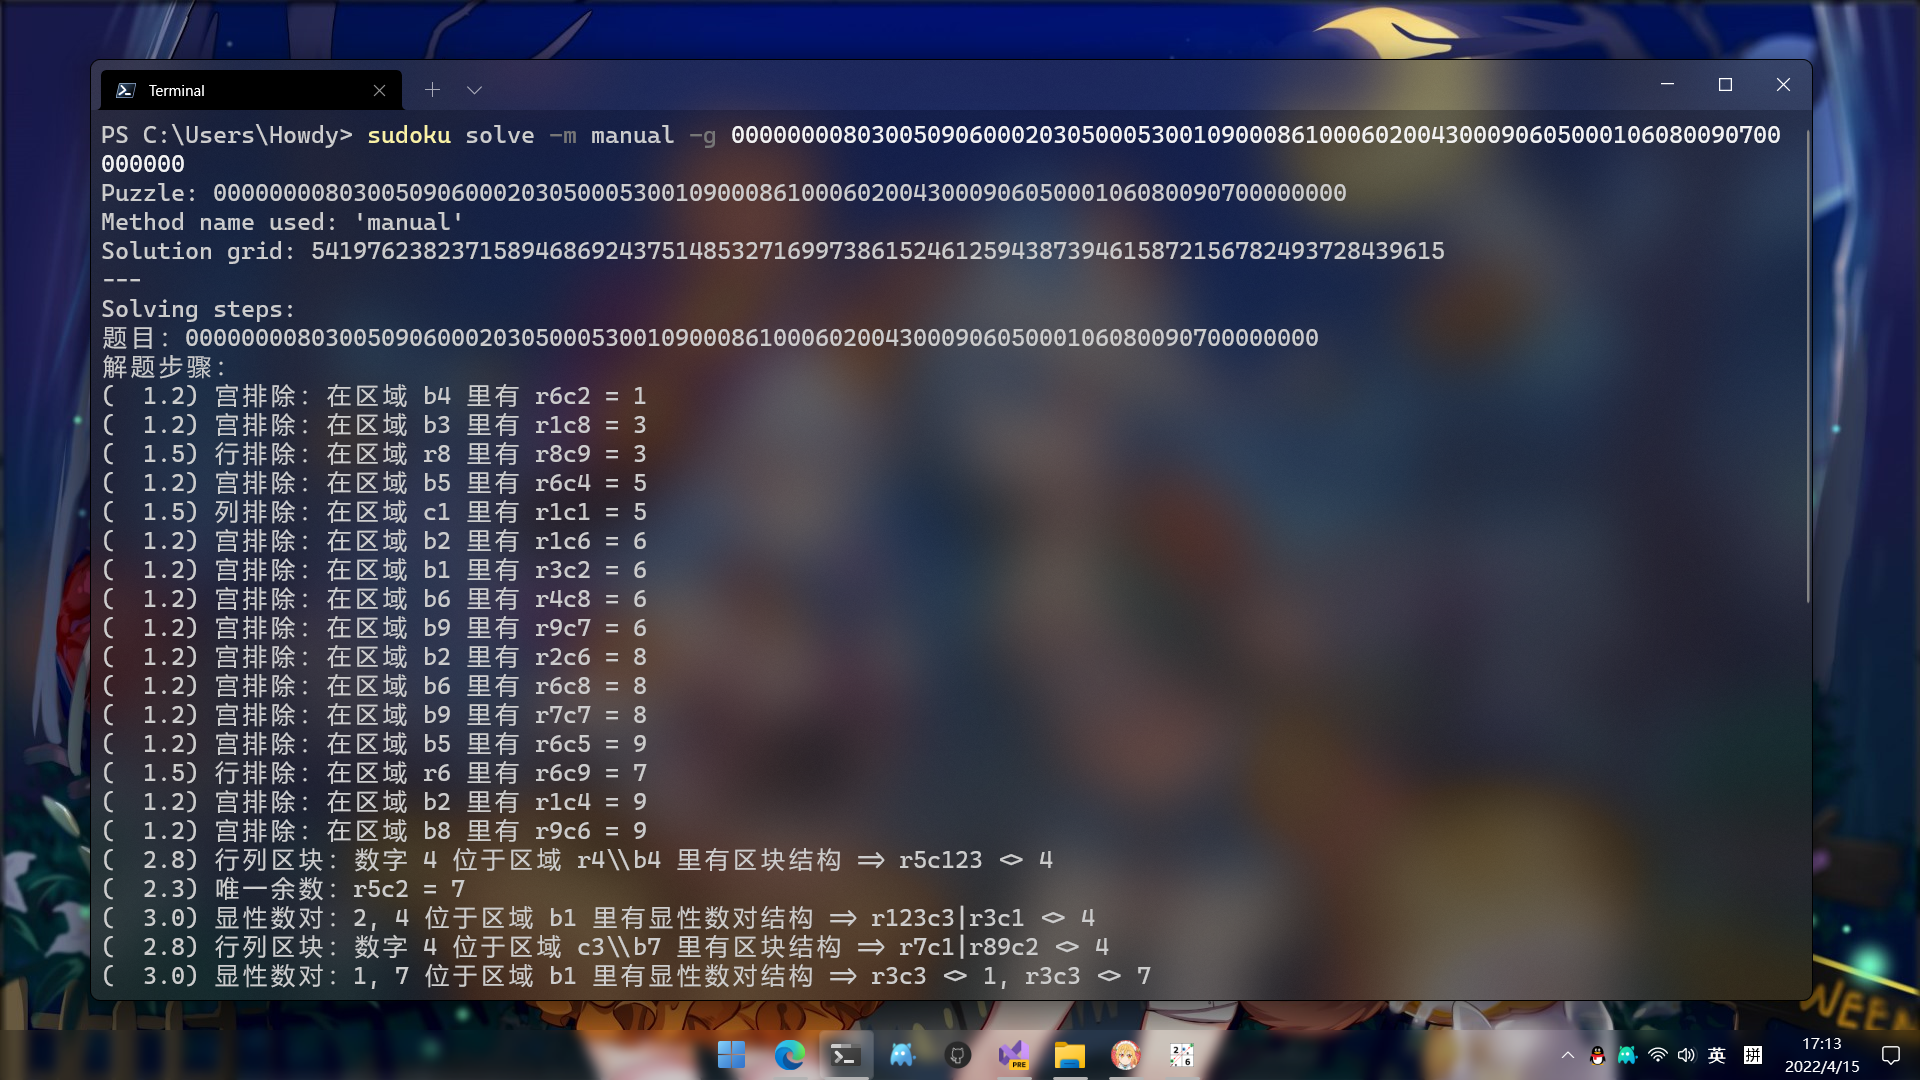 Terminal
PS C:\Users\Howdy> sudoku solve -m manual -g 000000008030050906000203050005300109000861000602004300090605000106080090700
000000
Puzzle: 000000008030050906000203050005300109000861000602004300090605000106080090700000000
Method name used: 'manual'
Solution grid: 541976238237158946869243751485327169973861524612594387394615872156782493728439615
---
Solving steps:
题目: 000000008030050906000203050005300109000861000602004300090605000106080090700000000
解题步骤:
(  1.2) 宫排除: 在区域 b4 里有 r6c2 = 1
(  1.2) 宫排除: 在区域 b3 里有 r1c8 = 3
(  1.5) 行排除: 在区域 r8 里有 r8c9 = 3
(  1.2) 宫排除: 在区域 b5 里有 r6c4 = 5
(  1.5) 列排除: 在区域 c1 里有 r1c1 = 5
(  1.2) 宫排除: 在区域 b2 里有 r1c6 = 6
(  1.2) 宫排除: 在区域 b1 里有 r3c2 = 6
(  1.2) 宫排除: 在区域 b6 里有 r4c8 = 6
(  1.2) 宫排除: 在区域 b9 里有 r9c7 = 6
(  1.2) 宫排除: 在区域 b2 里有 r2c6 = 8
(  1.2) 宫排除: 在区域 b6 里有 r6c8 = 8
(  1.2) 宫排除: 在区域 b9 里有 r7c7 = 8
(  1.2) 宫排除: 在区域 b5 里有 r6c5 = 9
(  1.5) 行排除: 在区域 r6 里有 r6c9 = 7
(  1.2) 宫排除: 在区域 b2 里有 r1c4 = 9
(  1.2) 宫排除: 在区域 b8 里有 r9c6 = 9
(  2.8) 行列区块: 数字 4 位于区域 r4\\b4 里有区块结构 => r5c123 <> 4
(  2.3) 唯一余数: r5c2 = 7
(  3.0) 显性数对: 2, 4 位于区域 b1 里有显性数对结构 => r123c3|r3c1 <> 4
(  2.8) 行列区块: 数字 4 位于区域 c3\\b7 里有区块结构 => r7c1|r89c2 <> 4
(  3.0) 显性数对: 1, 7 位于区域 b1 里有显性数对结构 => r3c3 <> 1, r3c3 <> 7
WEEN
PRE
2
6
英
拼
17:13
2022/4/15